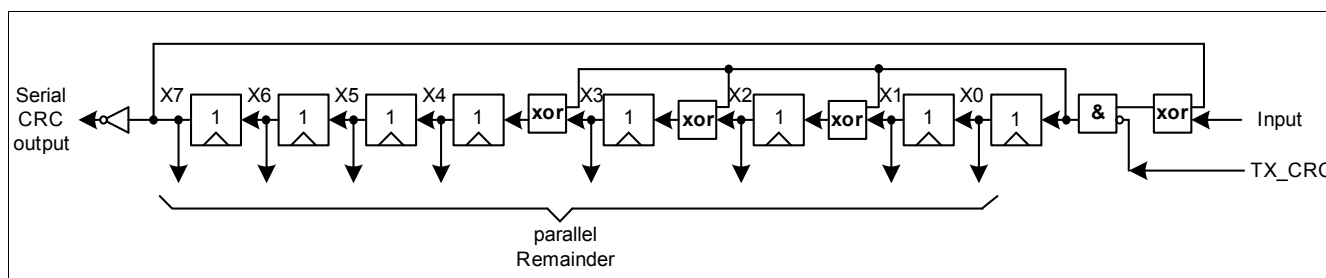 Serial
CRC
output
X7
1
X6
1
X5
1
X4
1
xor
X3
1
xor
X2
1
xor
X1
1
X0
1
&
xor
Input
TX_CRC
parallel
Remainder